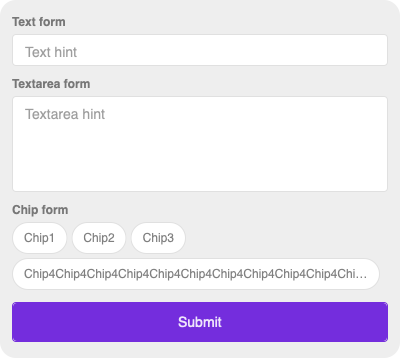 Text form
Text hint
Textarea form
Textarea hint
Chip form
Chip1 Chip2 Chip3
Chip4Chip4Chip4Chip4Chip4Chip4Chip4Chip4Chip4Chip4Chi...
Submit